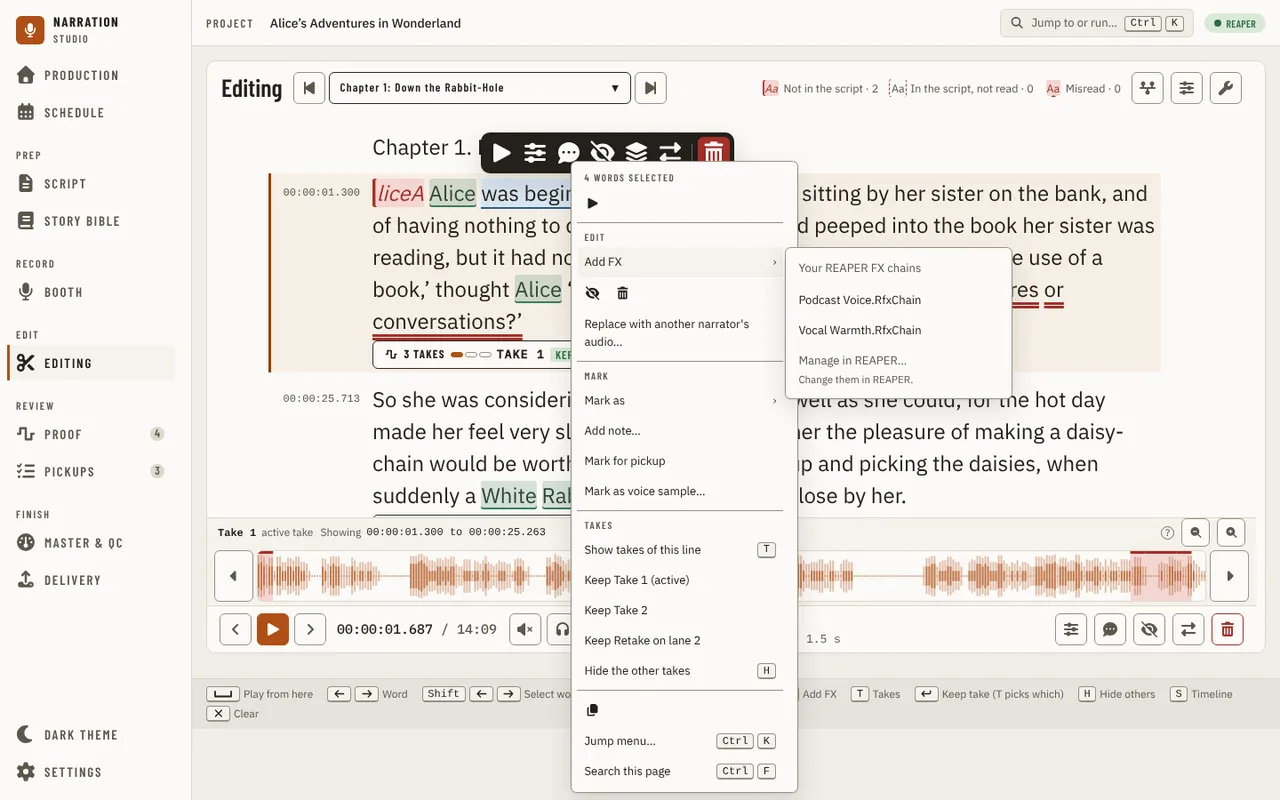 NARRATION
STUDIO
PRODUCTION
SCHEDULE
PREP
SCRIPT
STORY BIBLE
RECORD
BOOTH
EDIT
EDITING
REVIEW
PROOF 4
PICKUPS 3
FINISH
MASTER & QC
DELIVERY
DARK THEME
SETTINGS
PROJECT Alice's Adventures in Wonderland
Jump to or run... Ctrl K
REAPER
Editing
Chapter 1: Down the Rabbit-Hole
Aa Not in the script · 2 Aa In the script, not read · 0 Aa Misread · 0
Chapter 1.
00:00:01.300 liceA Alice was begin sitting by her sister on the bank, and
of having nothing to d peeped into the book her sister was
reading, but it had no e use of a
book,’ thought Alice ‘ res or
conversations?’
3 TAKES TAKE 1
00:00:25.713 So she was consideri well as she could, for the hot day
made her feel very sl her the pleasure of making a daisy-
chain would be worth up and picking the daisies, when
suddenly a White Rab lose by her.
4 WORDS SELECTED
EDIT
Add FX
Replace with another narrator's
audio...
MARK
Mark as
Add note...
Mark for pickup
Mark as voice sample...
TAKES
Show takes of this line T
Keep Take 1 (active)
Keep Take 2
Keep Retake on lane 2
Hide the other takes H
Jump menu... Ctrl K
Search this page Ctrl F
Your REAPER FX chains
Podcast Voice.RfxChain
Vocal Warmth.RfxChain
Manage in REAPER...
Change them in REAPER.
Take 1 active take Showing 00:00:01.300 to 00:00:25.263
?
00:00:01.687 / 14:09
1.5 s
Play from here Word Shift Select wo Add FX T Takes Keep take (T picks which) H Hide others S Timeline
Clear